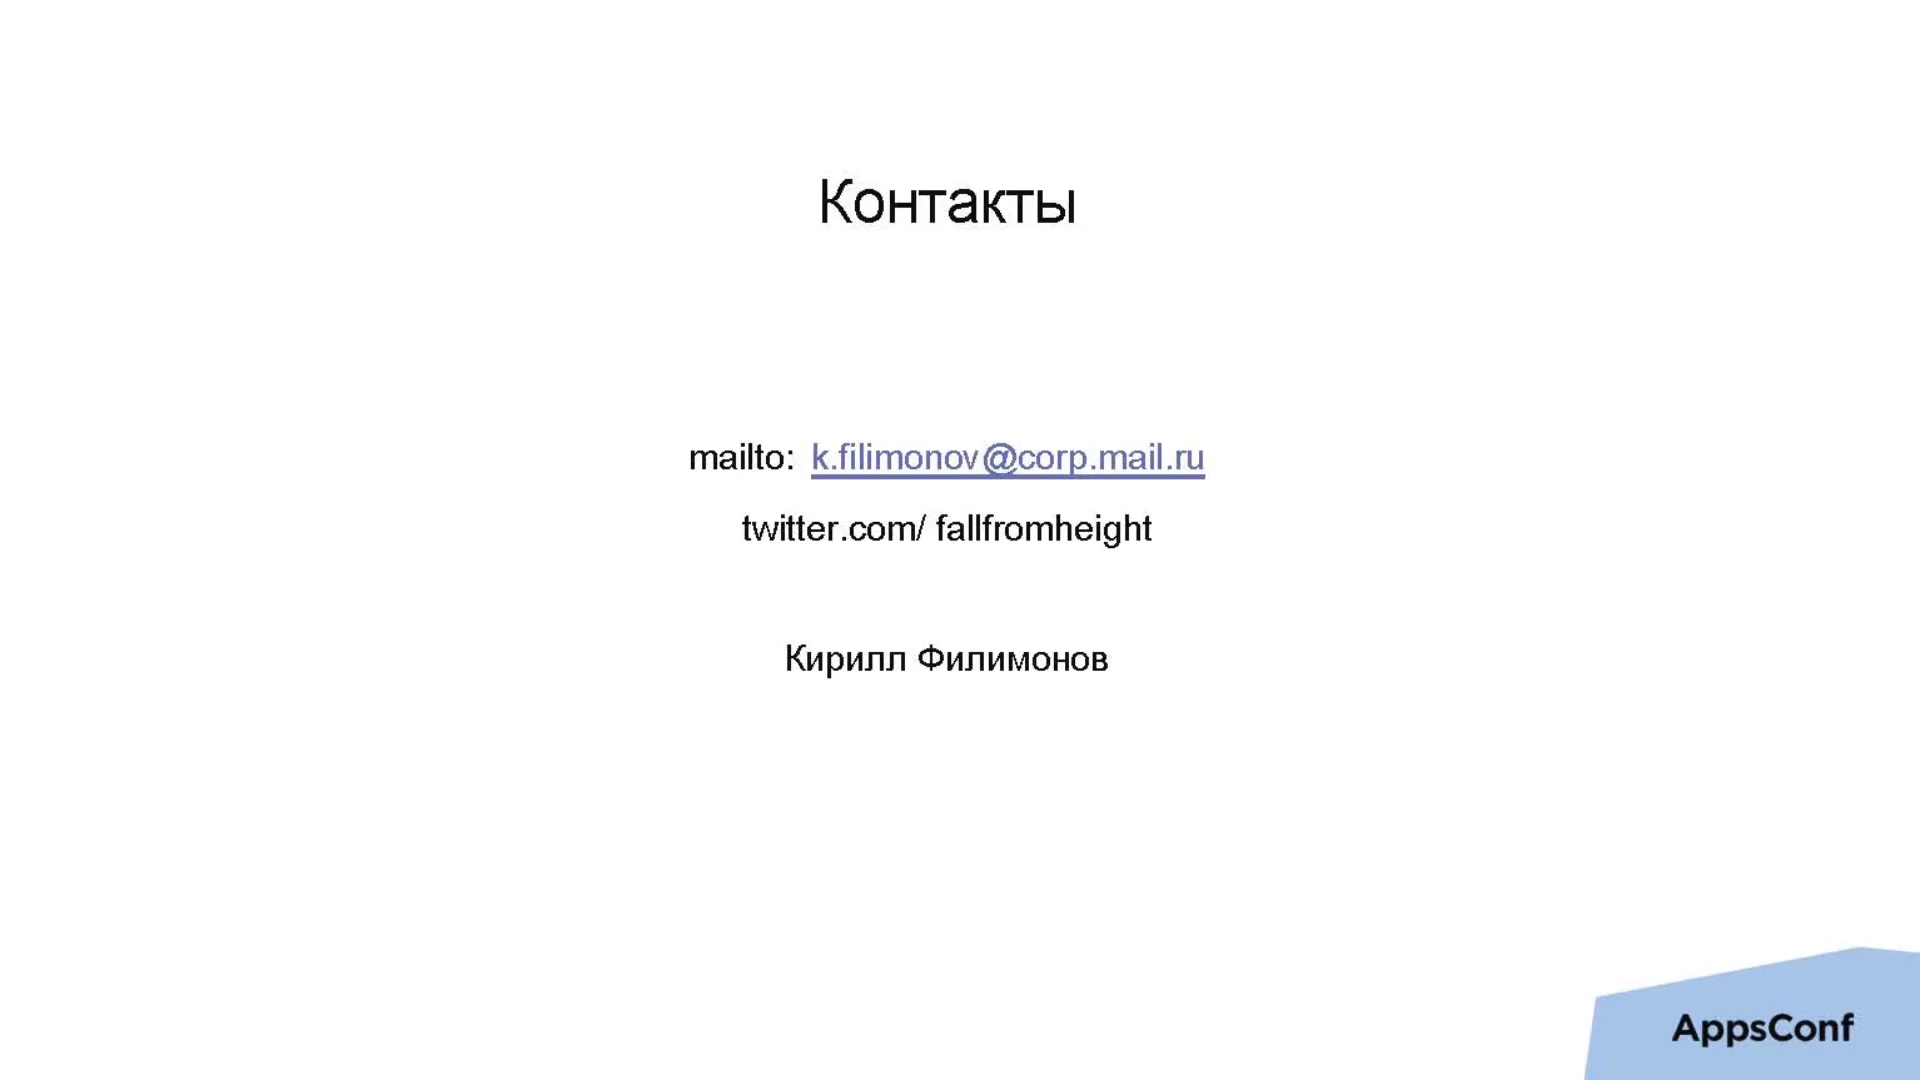 Контакты
mailto: k.filimonov@corp.mail.ru
twitter.com/ fallfromheight
Кирилл Филимонов
AppsConf